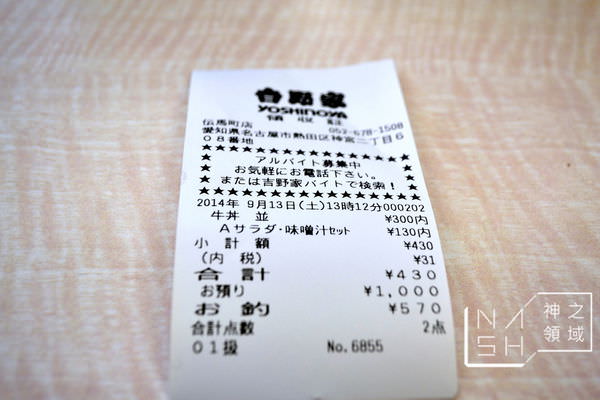 吉野家
YOSHINOYA
領収証
伝馬町店 052-678-1508
愛知県名古屋市熱田区神宮二丁目6
08番地
★★★★★★★★★★★★★★★★
★ アルバイト募集中 ★
★ お気軽にお電話下さい。 ★
★ または吉野家バイトで検索! ★
★★★★★★★★★★★★★★★★
2014年 9月13日(土)13時12分000202
牛丼 並 ¥300内
Aサラダ・味噌汁セット ¥130内
小計額 ¥430
(内税) ¥31
合計 ¥430
お預り ¥1,000
お釣 ¥570
合計点数 2点
01扱 No.6855
NASH 神之領域